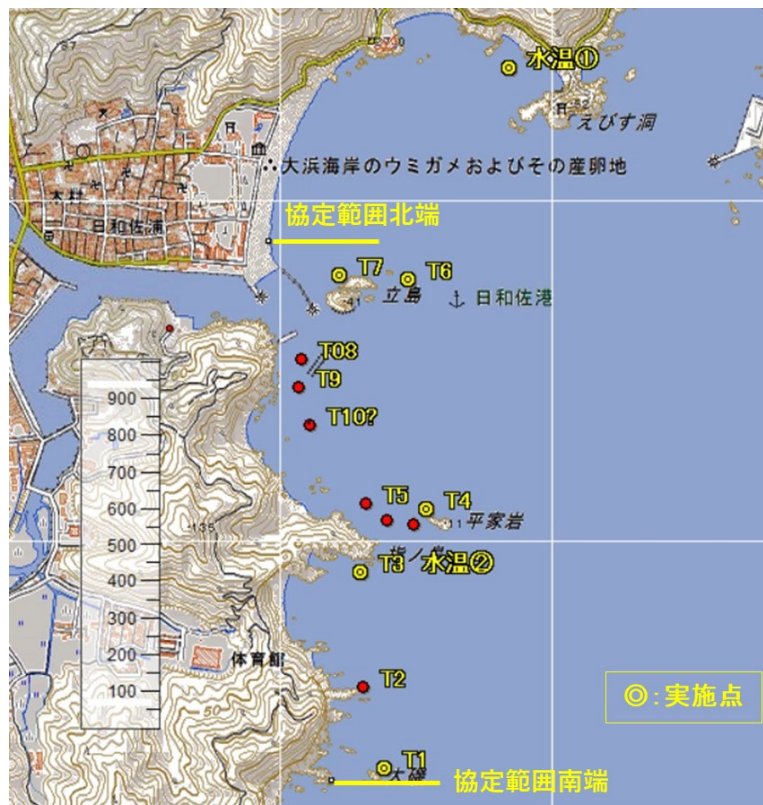 水温①
えびす洞
大浜海岸のウミガメおよびその産卵地
日和佐浦
協定範囲北端
T7
T6
立島
日和佐港
T08
T9
T10?
900
800
700
600
500
400
300
200
100
T5
T4
平家岩
T3
水温②
体育館
T2
◎:実施点
T1
大磯
協定範囲南端